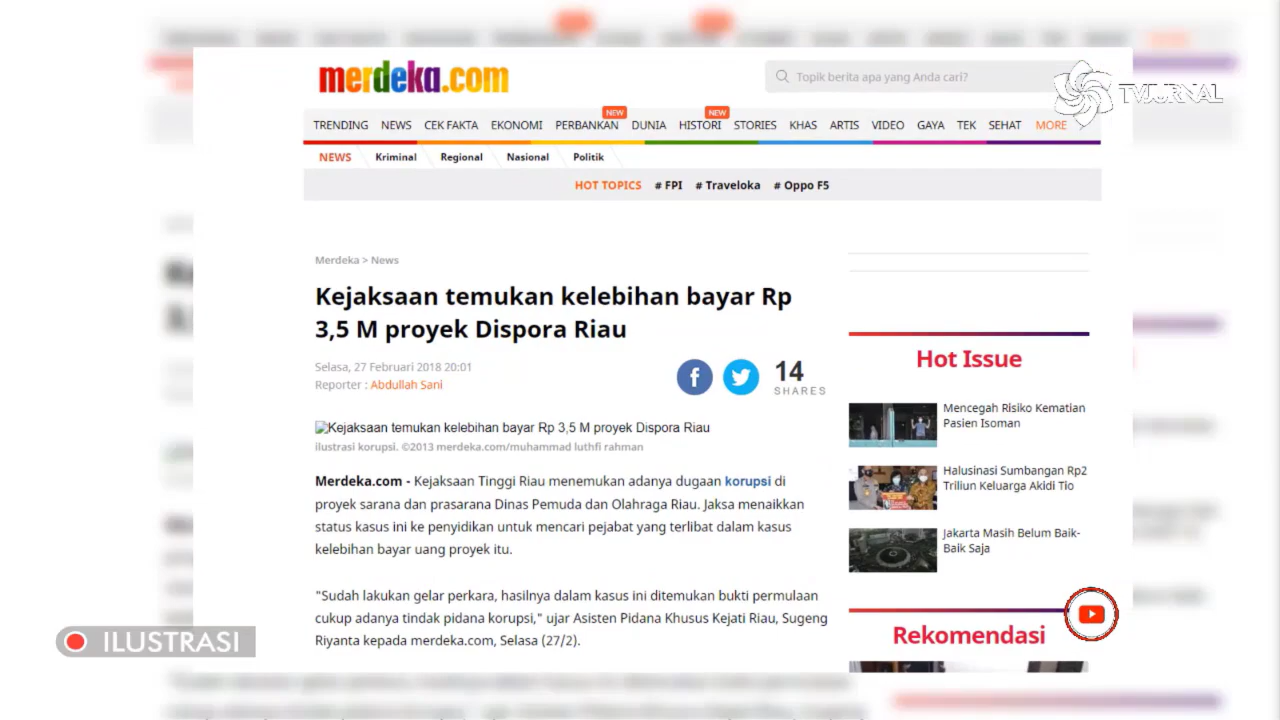 merdeka.com
Topik berita apa yang Anda cari?
TVJURNAL
NEW
NEW
TRENDING NEWS CEK FAKTA EKONOMI PERBANKAN DUNIA HISTORI STORIES KHAS ARTIS VIDEO GAYA TEK SEHAT MORE
NEWS Kriminal Regional Nasional Politik
HOT TOPICS # FPI # Traveloka # Oppo F5
Merdeka > News
Kejaksaan temukan kelebihan bayar Rp
3,5 M proyek Dispora Riau
Selasa, 27 Februari 2018 20:01
Reporter : Abdullah Sani
14
SHARES
Kejaksaan temukan kelebihan bayar Rp 3,5 M proyek Dispora Riau
ilustrasi korupsi. ©2013 merdeka.com/muhammad luthfi rahman
Merdeka.com - Kejaksaan Tinggi Riau menemukan adanya dugaan korupsi di
proyek sarana dan prasarana Dinas Pemuda dan Olahraga Riau. Jaksa menaikkan
status kasus ini ke penyidikan untuk mencari pejabat yang terlibat dalam kasus
kelebihan bayar uang proyek itu.
"Sudah lakukan gelar perkara, hasilnya dalam kasus ini ditemukan bukti permulaan
cukup adanya tindak pidana korupsi," ujar Asisten Pidana Khusus Kejati Riau, Sugeng
Riyanta kepada merdeka.com, Selasa (27/2).
Hot Issue
Mencegah Risiko Kematian
Pasien Isoman
Halusinasi Sumbangan Rp2
Triliun Keluarga Akidi Tio
Jakarta Masih Belum Baik-
Baik Saja
Rekomendasi
ILUSTRASI